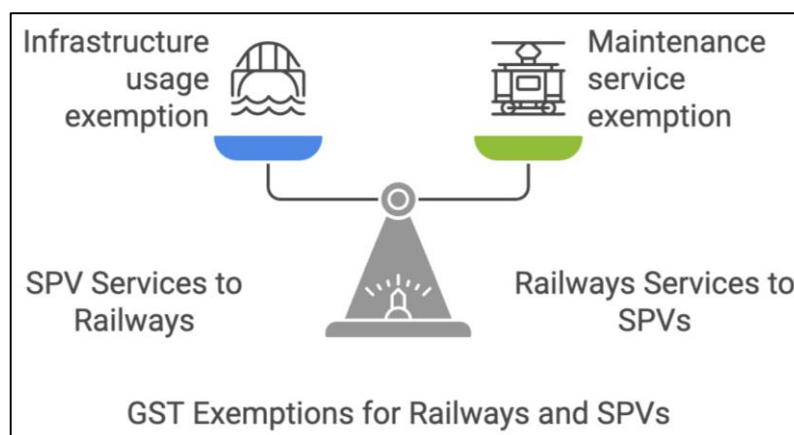 Infrastructure
usage
exemption
Maintenance
service
exemption
SPV Services to
Railways
Railways Services to
SPVs
GST Exemptions for Railways and SPVs